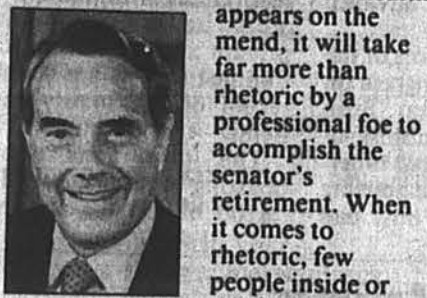 appears on the
mend, it will take
far more than
rhetoric by a
professional foe to
accomplish the
senator's
retirement. When
it comes to
rhetoric, few
people inside or